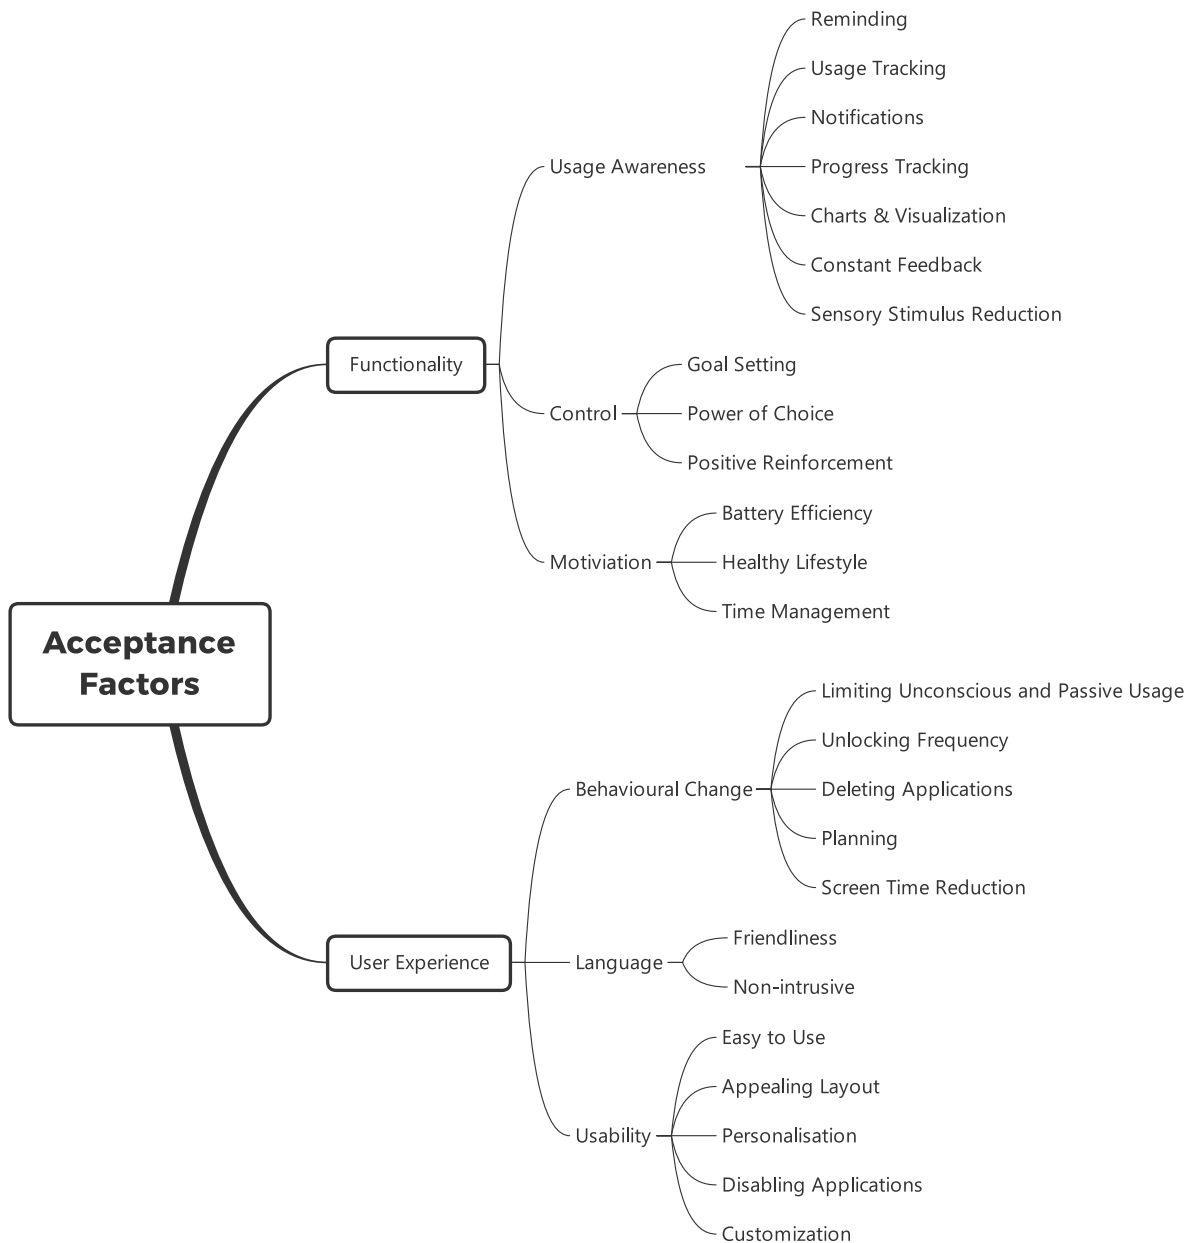 Acceptance
Factors
Functionality
Usage Awareness
Reminding
Usage Tracking
Notifications
Progress Tracking
Charts & Visualization
Constant Feedback
Sensory Stimulus Reduction
Control
Goal Setting
Power of Choice
Positive Reinforcement
Motiviation
Battery Efficiency
Healthy Lifestyle
Time Management
User Experience
Behavioural Change
Limiting Unconscious and Passive Usage
Unlocking Frequency
Deleting Applications
Planning
Screen Time Reduction
Language
Friendliness
Non-intrusive
Usability
Easy to Use
Appealing Layout
Personalisation
Disabling Applications
Customization